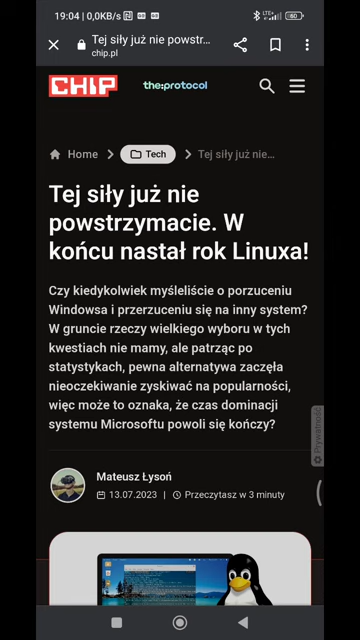 19:04 | 0,0KB/s
LTE+
60
Tej siły już nie powstr...
chip.pl
CHIP
the:protocol
Home
Tech
Tej siły już nie...
Tej siły już nie
powstrzymacie. W
końcu nastał rok Linuxa!
Czy kiedykolwiek myśleliście o porzuceniu
Windowsa i przerzuceniu się na inny system?
W gruncie rzeczy wielkiego wyboru w tych
kwestiach nie mamy, ale patrząc po
statystykach, pewna alternatywa zaczęła
nieoczekiwanie zyskiwać na popularności,
więc może to oznaka, że czas dominacji
systemu Microsoftu powoli się kończy?
Prywatność
Mateusz Łysoń
13.07.2023 | Przeczytasz w 3 minuty